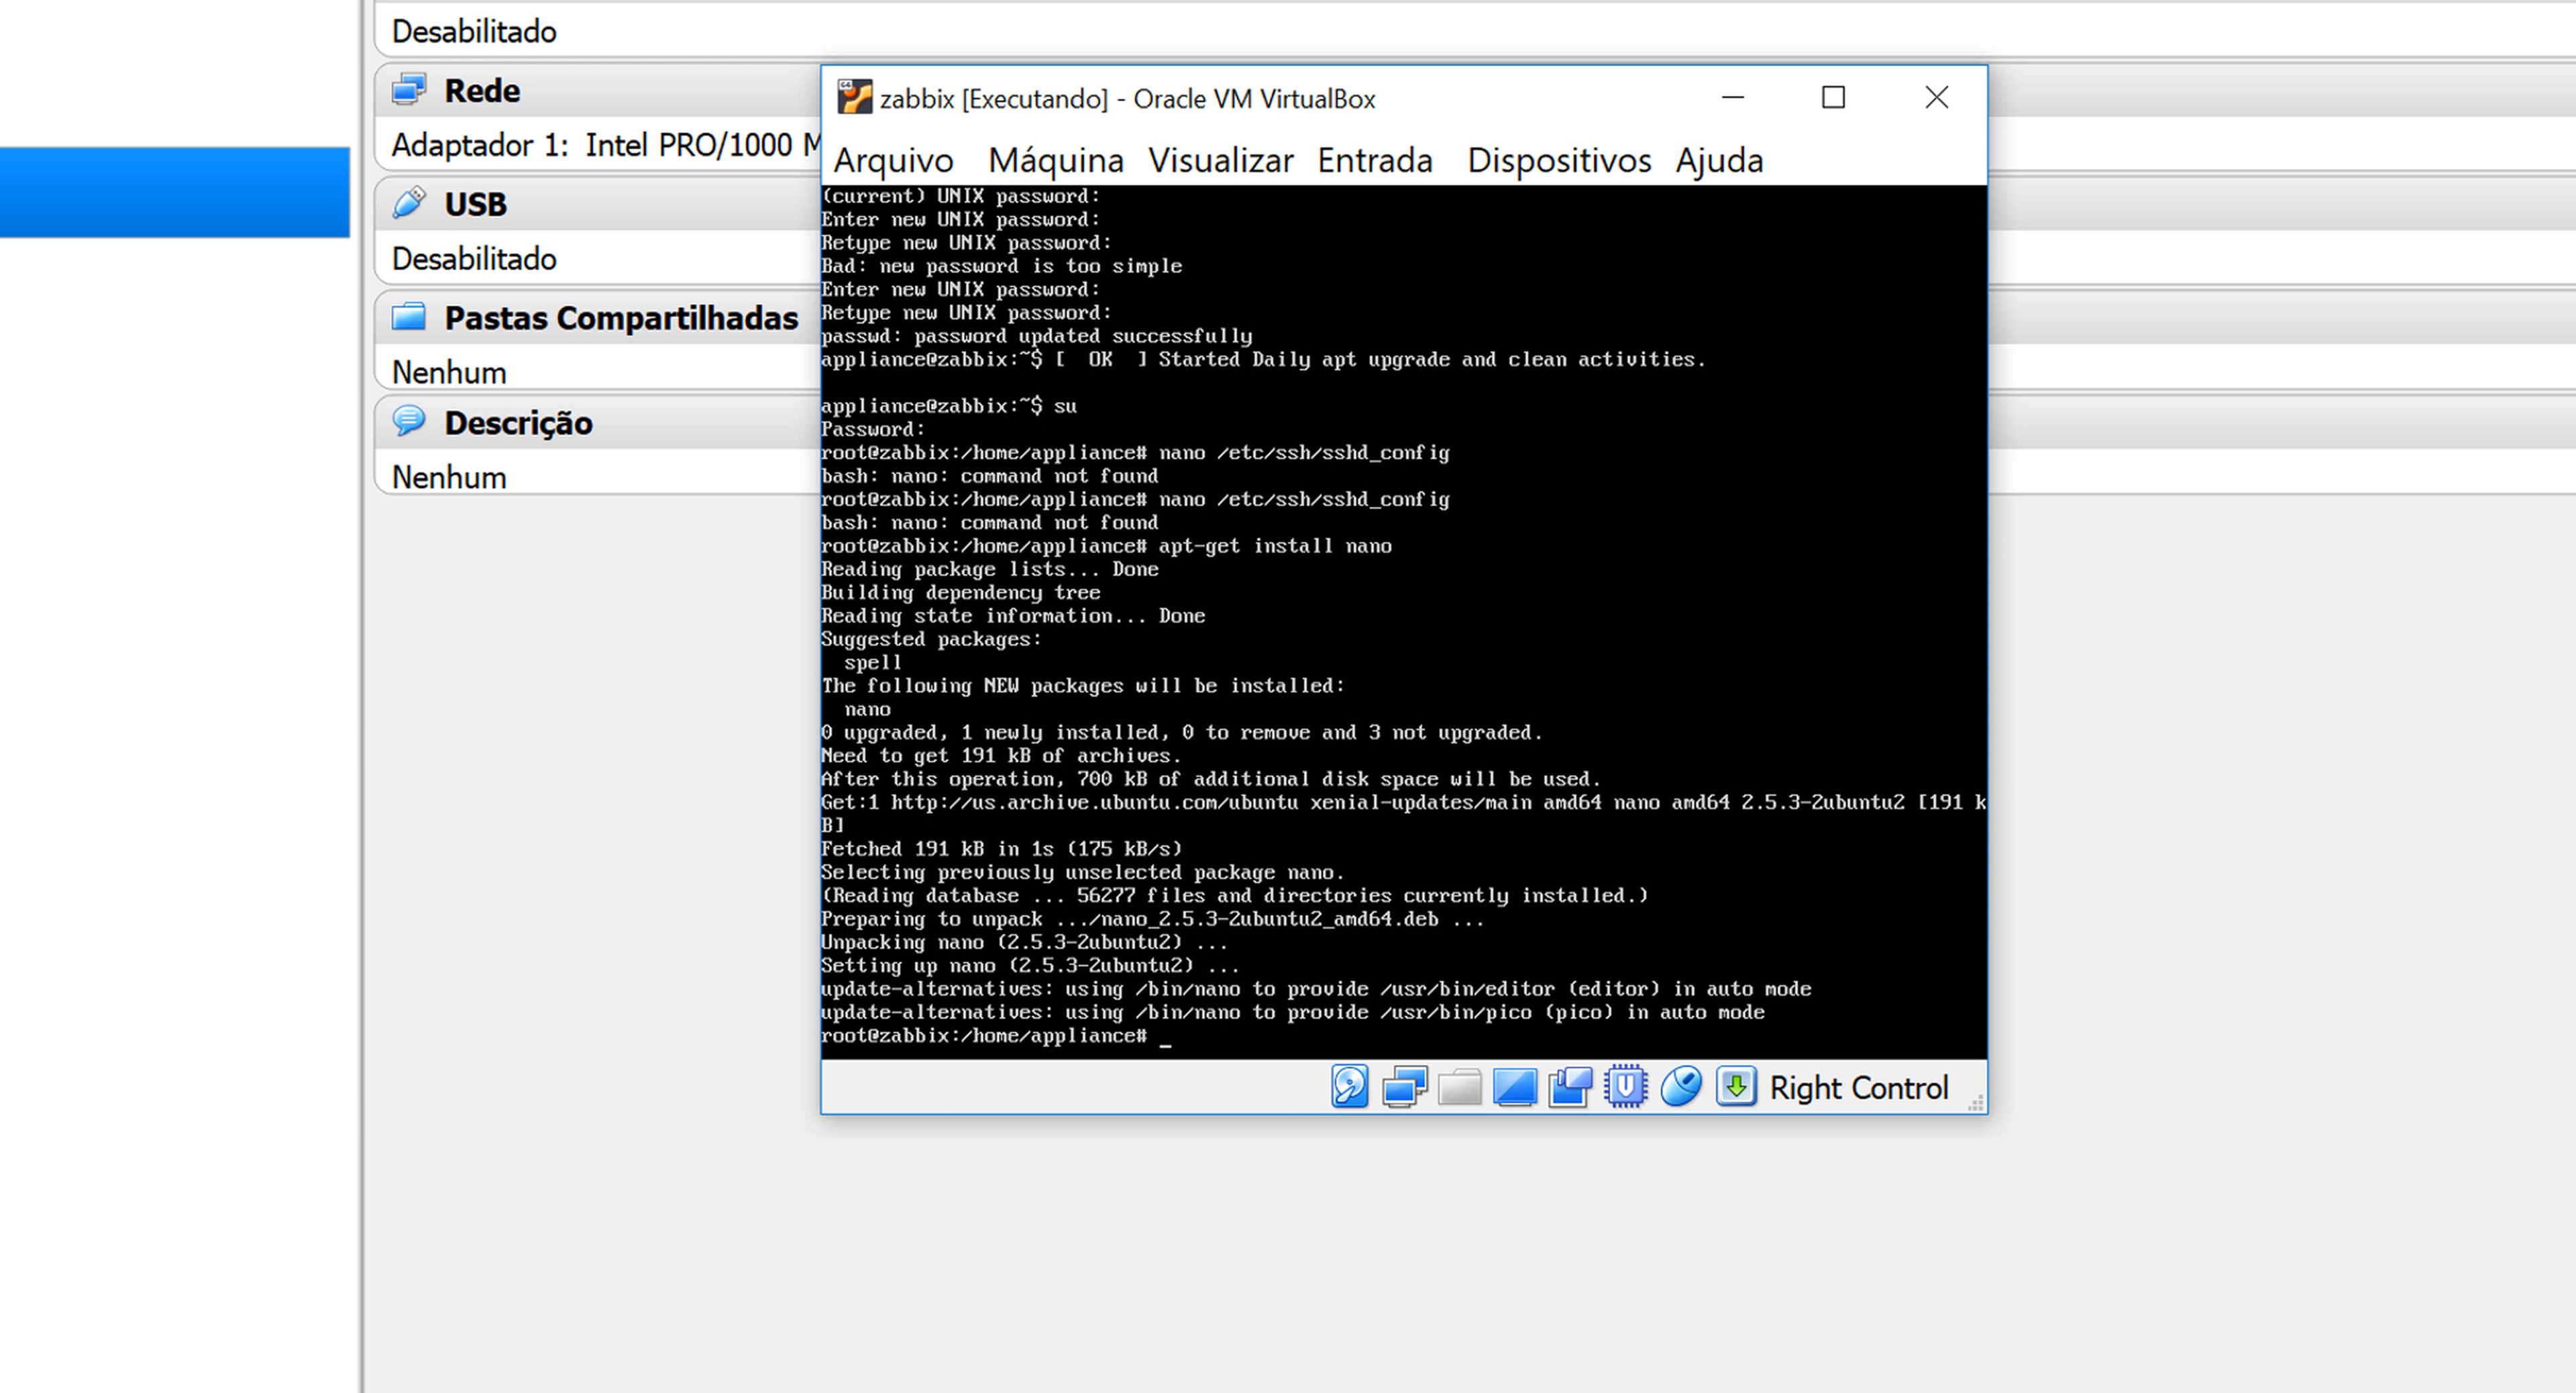 Desabilitado
Rede
Adaptador 1: Intel PRO/1000 M
USB
Desabilitado
Pastas Compartilhadas
Nenhum
Descrição
Nenhum
zabbix [Executando] - Oracle VM VirtualBox
Arquivo Máquina Visualizar Entrada Dispositivos Ajuda
(current) UNIX password:
Enter new UNIX password:
Retype new UNIX password:
Bad: new password is too simple
Enter new UNIX password:
Retype new UNIX password:
passwd: password updated successfully
appliance@zabbix:~$ [  OK  ] Started Daily apt upgrade and clean activities.
appliance@zabbix:~$ su
Password:
root@zabbix:/home/appliance# nano /etc/ssh/sshd_config
bash: nano: command not found
root@zabbix:/home/appliance# nano /etc/ssh/sshd_config
bash: nano: command not found
root@zabbix:/home/appliance# apt-get install nano
Reading package lists... Done
Building dependency tree
Reading state information... Done
Suggested packages:
  spell
The following NEW packages will be installed:
  nano
0 upgraded, 1 newly installed, 0 to remove and 3 not upgraded.
Need to get 191 kB of archives.
After this operation, 700 kB of additional disk space will be used.
Get:1 http://us.archive.ubuntu.com/ubuntu xenial-updates/main amd64 nano amd64 2.5.3-2ubuntu2 [191 k
B]
Fetched 191 kB in 1s (175 kB/s)
Selecting previously unselected package nano.
(Reading database ... 56277 files and directories currently installed.)
Preparing to unpack .../nano_2.5.3-2ubuntu2_amd64.deb ...
Unpacking nano (2.5.3-2ubuntu2) ...
Setting up nano (2.5.3-2ubuntu2) ...
update-alternatives: using /bin/nano to provide /usr/bin/editor (editor) in auto mode
update-alternatives: using /bin/nano to provide /usr/bin/pico (pico) in auto mode
root@zabbix:/home/appliance# _
Right Control